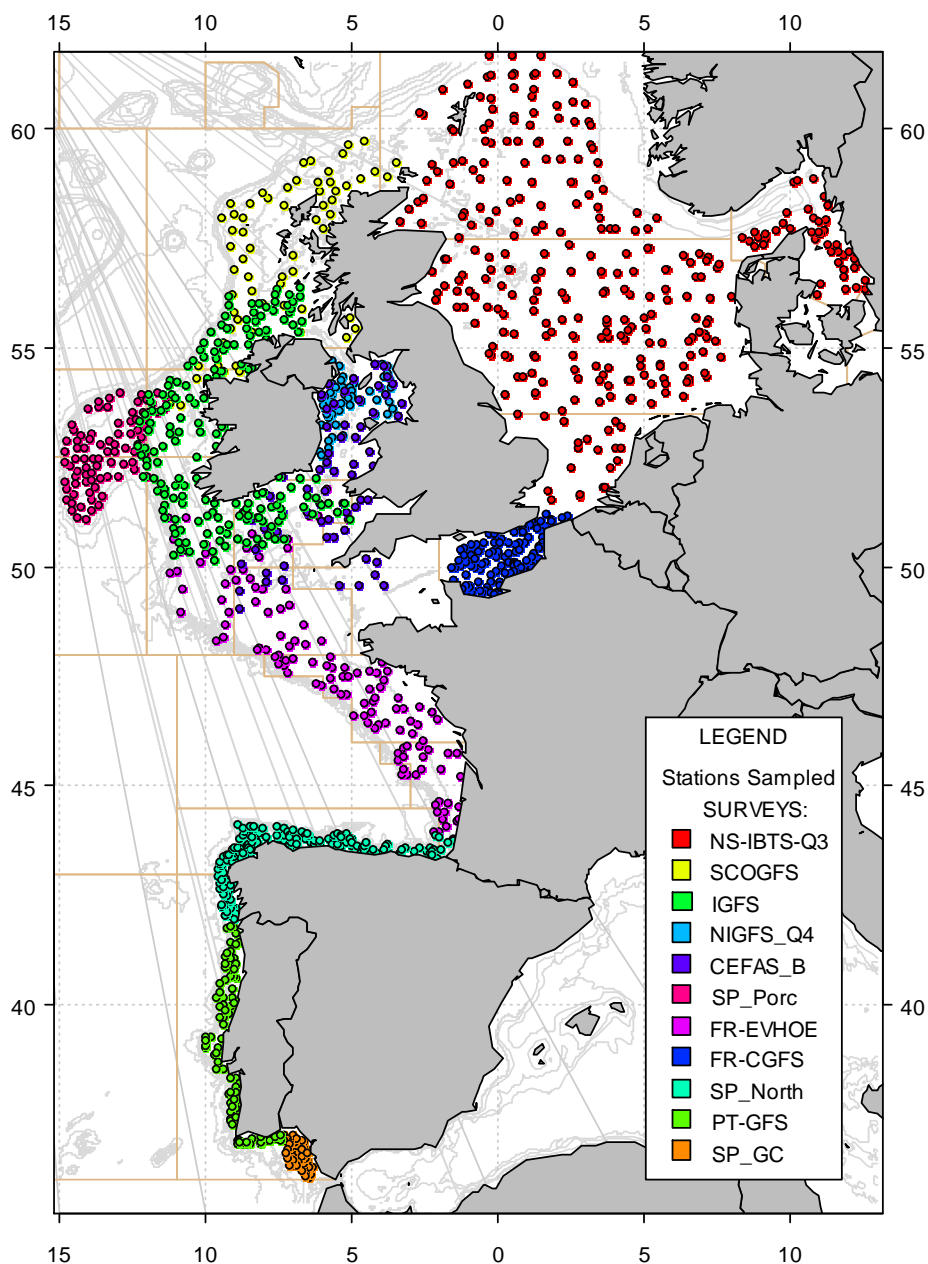 15 10 5 0 5 10
60 60
55 55
50 50
45 45
40 40
LEGEND
Stations Sampled
SURVEYS:
NS-IBTS-Q3
SCOGFS
IGFS
NIGFS_Q4
CEFAS_B
SP_Porc
FR-EVHOE
FR-CGFS
SP_North
PT-GFS
SP_GC
15 10 5 0 5 10